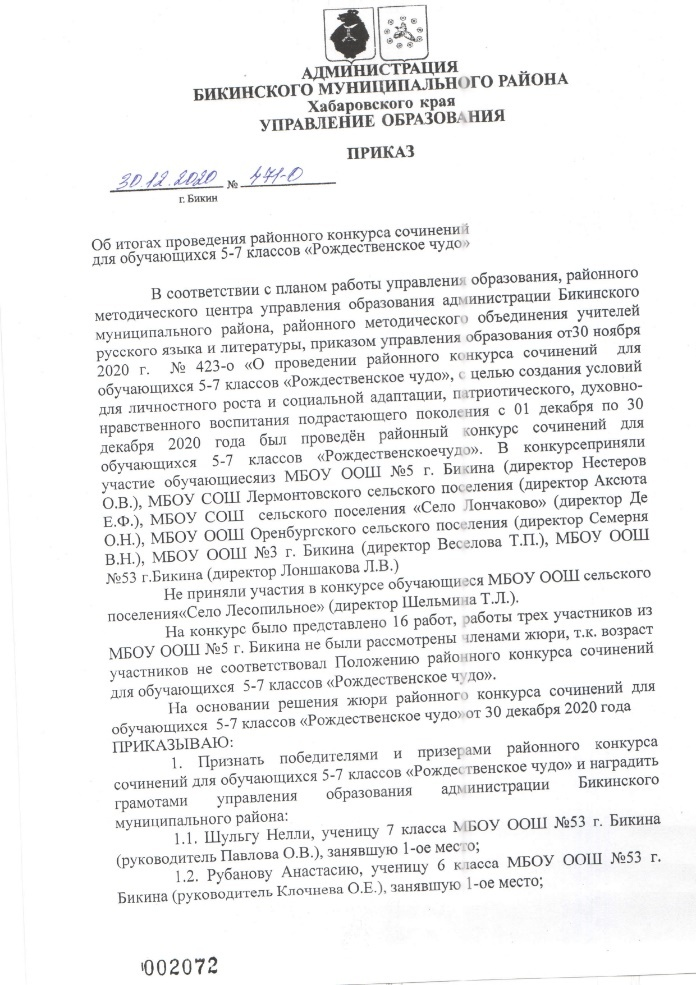 АДМИНИСТРАЦИЯ
БИКИНСКОГО МУНИЦИПАЛЬНОГО РАЙОНА
Хабаровского края
УПРАВЛЕНИЕ ОБРАЗОВАНИЯ
ПРИКАЗ
30.12.2020 № 471-О
г. Бикин
Об итогах проведения районного конкурса сочинений
для обучающихся 5-7 классов «Рождественское чудо»
В соответствии с планом работы управления образования, районного
методического центра управления образования администрации Бикинского
муниципального района, районного методического объединения учителей
русского языка и литературы, приказом управления образования от30 ноября
2020 г. № 423-о «О проведении районного конкурса сочинений для
обучающихся 5-7 классов «Рождественское чудо», с целью создания условий
для личностного роста и социальной адаптации, патриотического, духовно-
нравственного воспитания подрастающего поколения с 01 декабря по 30
декабря 2020 года был проведён районный конкурс сочинений для
обучающихся 5-7 классов «Рождественскоечудо». В конкурсеприняли
участие обучающиесяиз МБОУ ООШ №5 г. Бикина (директор Нестеров
О.В.), МБОУ СОШ Лермонтовского сельского поселения (директор Аксюта
Е.Ф.), МБОУ СОШ сельского поселения «Село Лончаково» (директор Де
О.Н.), МБОУ ООШ Оренбургского сельского поселения (директор Семерня
В.Н.), МБОУ ООШ №3 г. Бикина (директор Веселова Т.П.), МБОУ ООШ
№53 г.Бикина (директор Лоншакова Л.В.)
Не приняли участия в конкурсе обучающиеся МБОУ ООШ сельского
поселения«Село Лесопильное» (директор Шельмина Т.Л.).
На конкурс было представлено 16 работ, работы трех участников из
МБОУ ООШ №5 г. Бикина не были рассмотрены членами жюри, т.к. возраст
участников не соответствовал Положению районного конкурса сочинений
для обучающихся 5-7 классов «Рождественское чудо».
На основании решения жюри районного конкурса сочинений для
обучающихся 5-7 классов «Рождественское чудо»от 30 декабря 2020 года
ПРИКАЗЫВАЮ:
1. Признать победителями и призерами районного конкурса
сочинений для обучающихся 5-7 классов «Рождественское чудо» и наградить
грамотами управления образования администрации Бикинского
муниципального района:
1.1. Шульгу Нелли, ученицу 7 класса МБОУ ООШ №53 г. Бикина
(руководитель Павлова О.В.), занявшую 1-ое место;
1.2. Рубанову Анастасию, ученицу 6 класса МБОУ ООШ №53 г.
Бикина (руководитель Клочнева О.Е.), занявшую 1-ое место;
002072